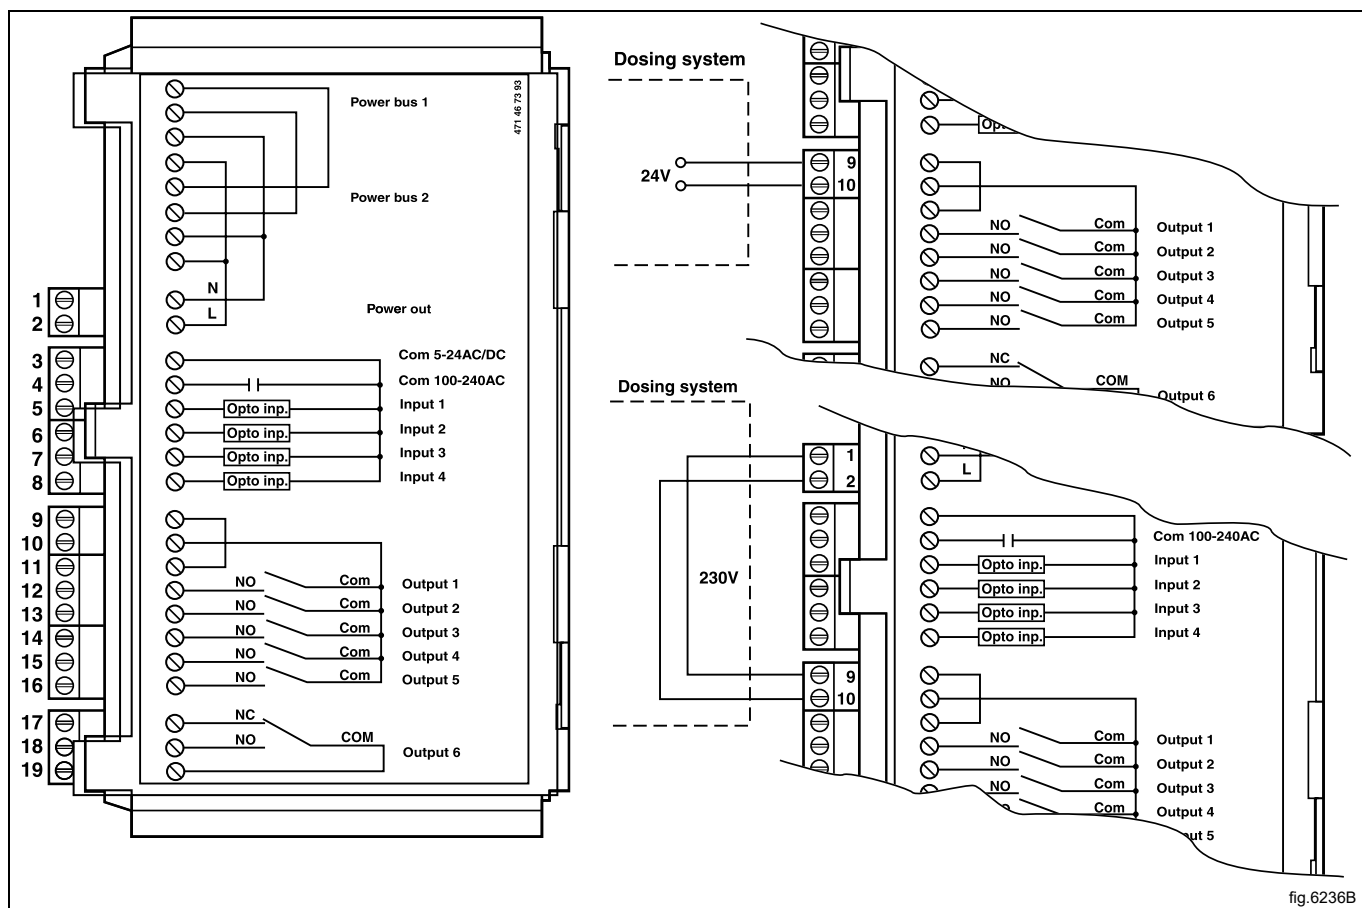 471 46 73 93
Power bus 1
Power bus 2
N
L
Power out
1
2
3
4
5
6
7
8
9
10
11
12
13
14
15
16
17
18
19
Com 5-24AC/DC
Com 100-240AC
Opto inp. Input 1
Opto inp. Input 2
Opto inp. Input 3
Opto inp. Input 4
NO Com Output 1
NO Com Output 2
NO Com Output 3
NO Com Output 4
NO Com Output 5
NC
NO COM Output 6
Dosing system
24V
9
10
NO Com Output 1
NO Com Output 2
NO Com Output 3
NO Com Output 4
NO Com Output 5
NC
NO COM Output 6
Dosing system
230V
1
2
L
Com 100-240AC
Opto inp. Input 1
Opto inp. Input 2
Opto inp. Input 3
Opto inp. Input 4
9
10
NO Com Output 1
NO Com Output 2
NO Com Output 3
Com Output 4
5
fig.6236B